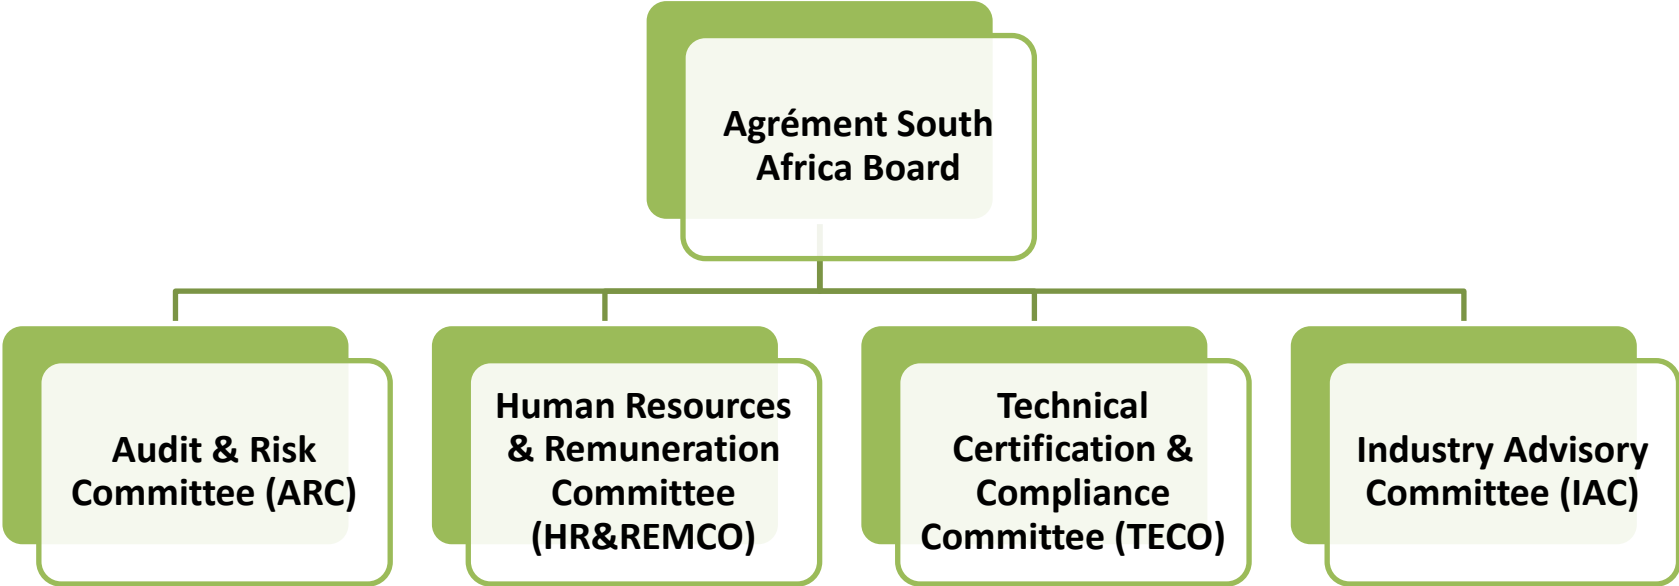 Agrément South
Africa Board
Audit & Risk
Committee (ARC)
Human Resources
& Remuneration
Committee
(HR&REMCO)
Technical
Certification &
Compliance
Committee (TECO)
Industry Advisory
Committee (IAC)